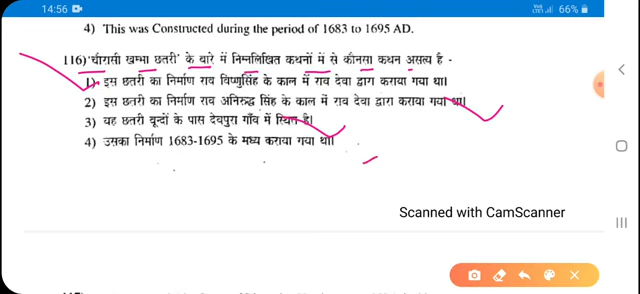 14:56
66%
4) This was Constructed during the period of 1683 to 1695 AD.
116) 'चौरासी खम्भा छतरी' के बारे में निम्नलिखित कथनों में से कौनसा कथन असत्य है -
1) इस छतरी का निर्माण राव विष्णुसिंह के काल में राव देवा द्वारा कराया गया था।
2) इस छतरी का निर्माण राव अनिरुद्ध सिंह के काल में राव देवा द्वारा कराया गया था।
3) यह छतरी बून्दी के पास देवपुरा गाँव में स्थित है।
4) उसका निर्माण 1683-1695 के मध्य कराया गया था।
Scanned with CamScanner